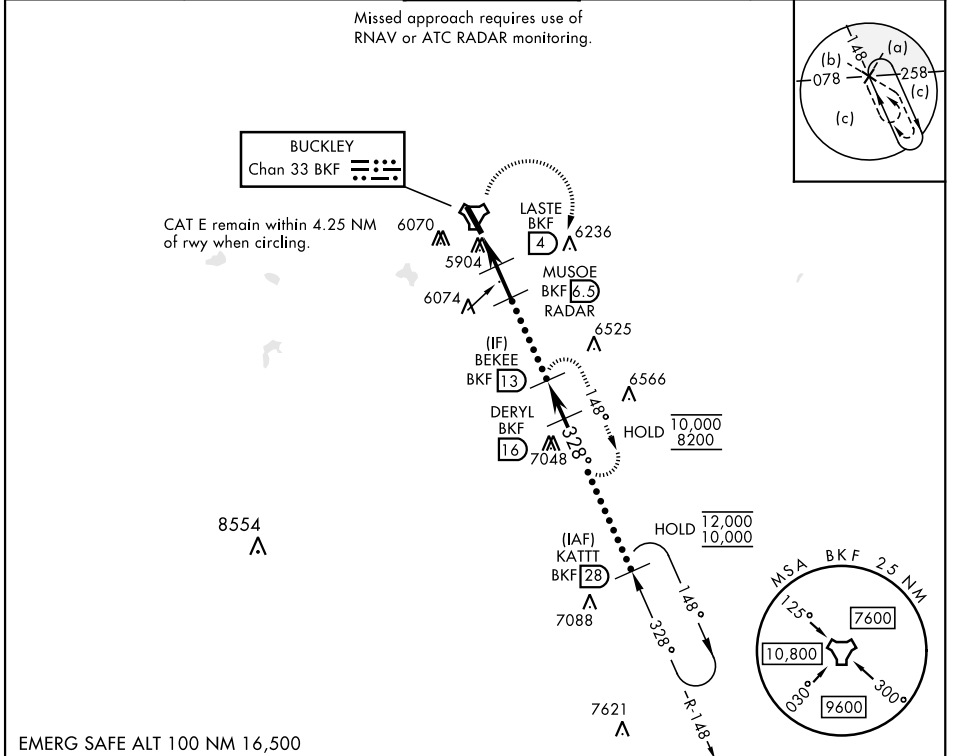 Missed approach requires use of
RNAV or ATC RADAR monitoring.
148
(a)
(b)
078
258
(c)
(c)
BUCKLEY
Chan 33 BKF
CAT E remain within 4.25 NM
of rwy when circling.
6070
5904
LASTE
BKF
4
6236
MUSOE
BKF 6.5
RADAR
6074
6525
(IF)
BEKEE
BKF 13
6566
148°
DERYL
BKF
16
7048
328°
HOLD 10,000
8200
8554
HOLD 12,000
10,000
(IAF)
KATTT
BKF 28
7088
148°
328°
R-148
7621
MSA BKF 25 NM
125°
7600
10,800
030°
9600
300°
EMERG SAFE ALT 100 NM 16,500